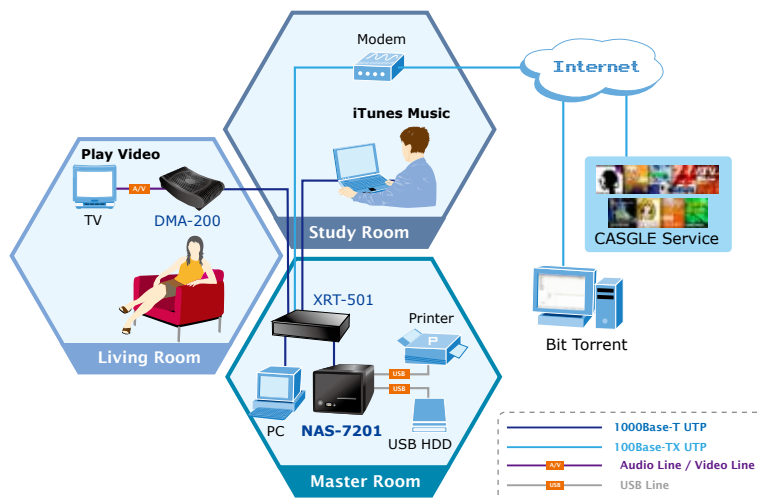 Modem
Internet
iTunes Music
Play Video
A/V
TV
DMA-200
CASGLE Service
Study Room
XRT-501
Printer
P
Bit Torrent
Living Room
USB
USB
PC
NAS-7201
USB HDD
Master Room
1000Base-T UTP
100Base-TX UTP
A/V
Audio Line / Video Line
USB
USB Line